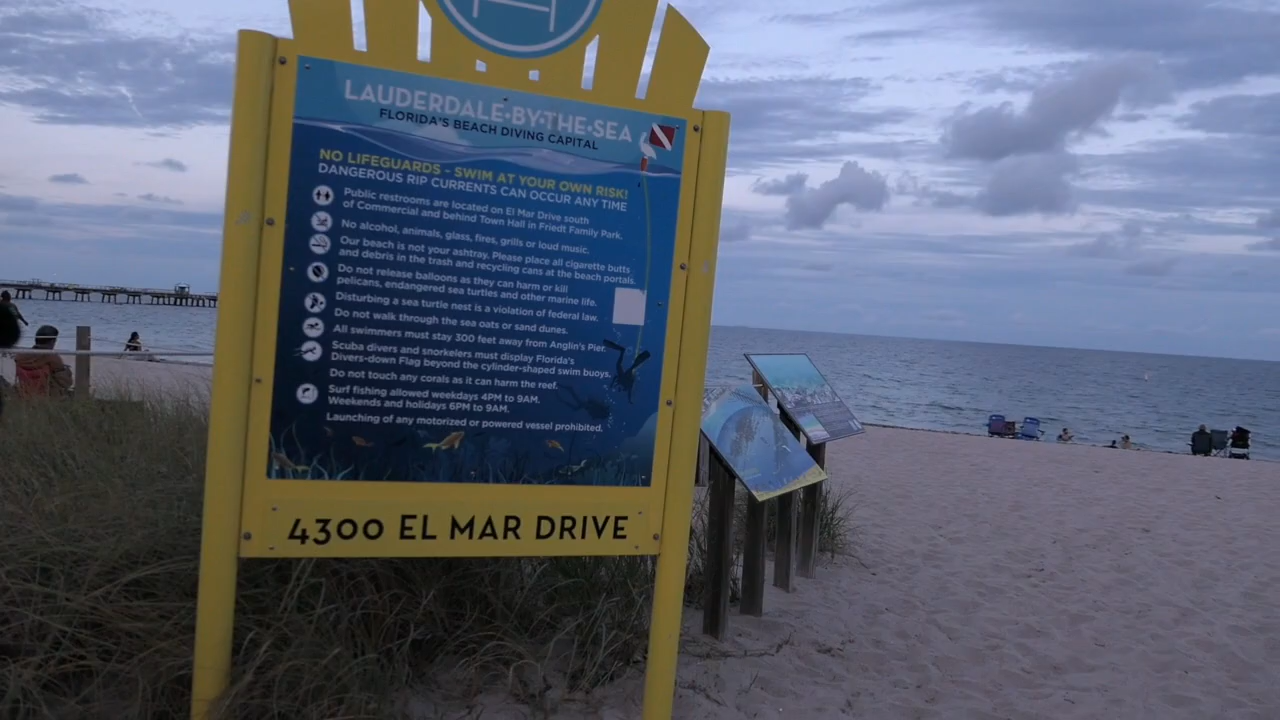 LAUDERDALE·BY·THE·SEA
FLORIDA'S BEACH DIVING CAPITAL
NO LIFEGUARDS - SWIM AT YOUR OWN RISK!
DANGEROUS RIP CURRENTS CAN OCCUR ANY TIME
Public restrooms are located on El Mar Drive south
of Commercial and behind Town Hall in Friedt Family Park.
No alcohol, animals, glass, fires, grills or loud music.
Our beach is not your ashtray. Please place all cigarette butts
and debris in the trash and recycling cans at the beach portals.
Do not release balloons as they can harm or kill
pelicans, endangered sea turtles and other marine life.
Disturbing a sea turtle nest is a violation of federal law.
Do not walk through the sea oats or sand dunes.
All swimmers must stay 300 feet away from Anglin's Pier.
Scuba divers and snorkelers must display Florida's
Divers-down Flag beyond the cylinder-shaped swim buoys.
Do not touch any corals as it can harm the reef.
Surf fishing allowed weekdays 4PM to 9AM.
Weekends and holidays 6PM to 9AM.
Launching of any motorized or powered vessel prohibited.
4300 EL MAR DRIVE